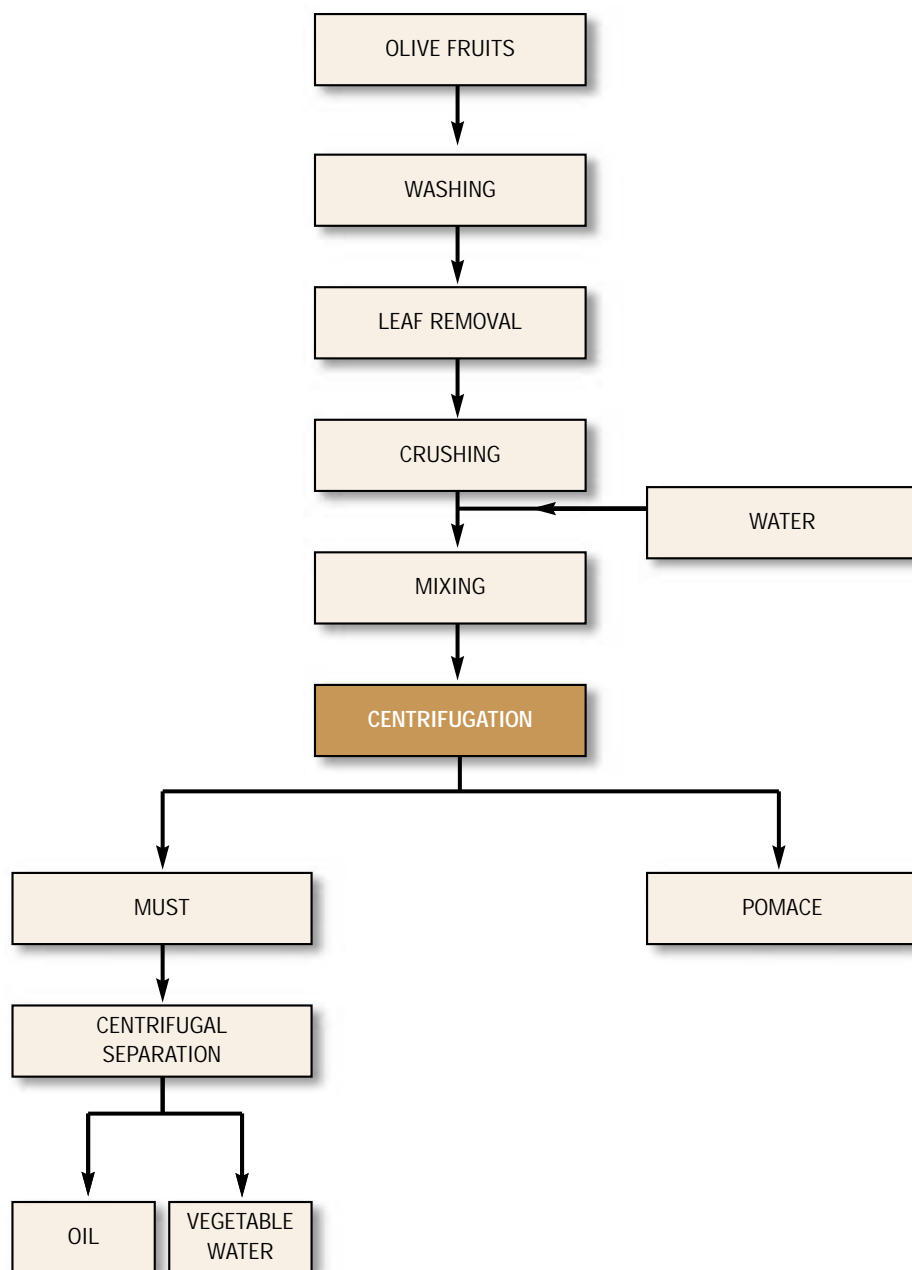 OLIVE FRUITS
WASHING
LEAF REMOVAL
CRUSHING
WATER
MIXING
CENTRIFUGATION
MUST
POMACE
CENTRIFUGAL
SEPARATION
OIL
VEGETABLE
WATER